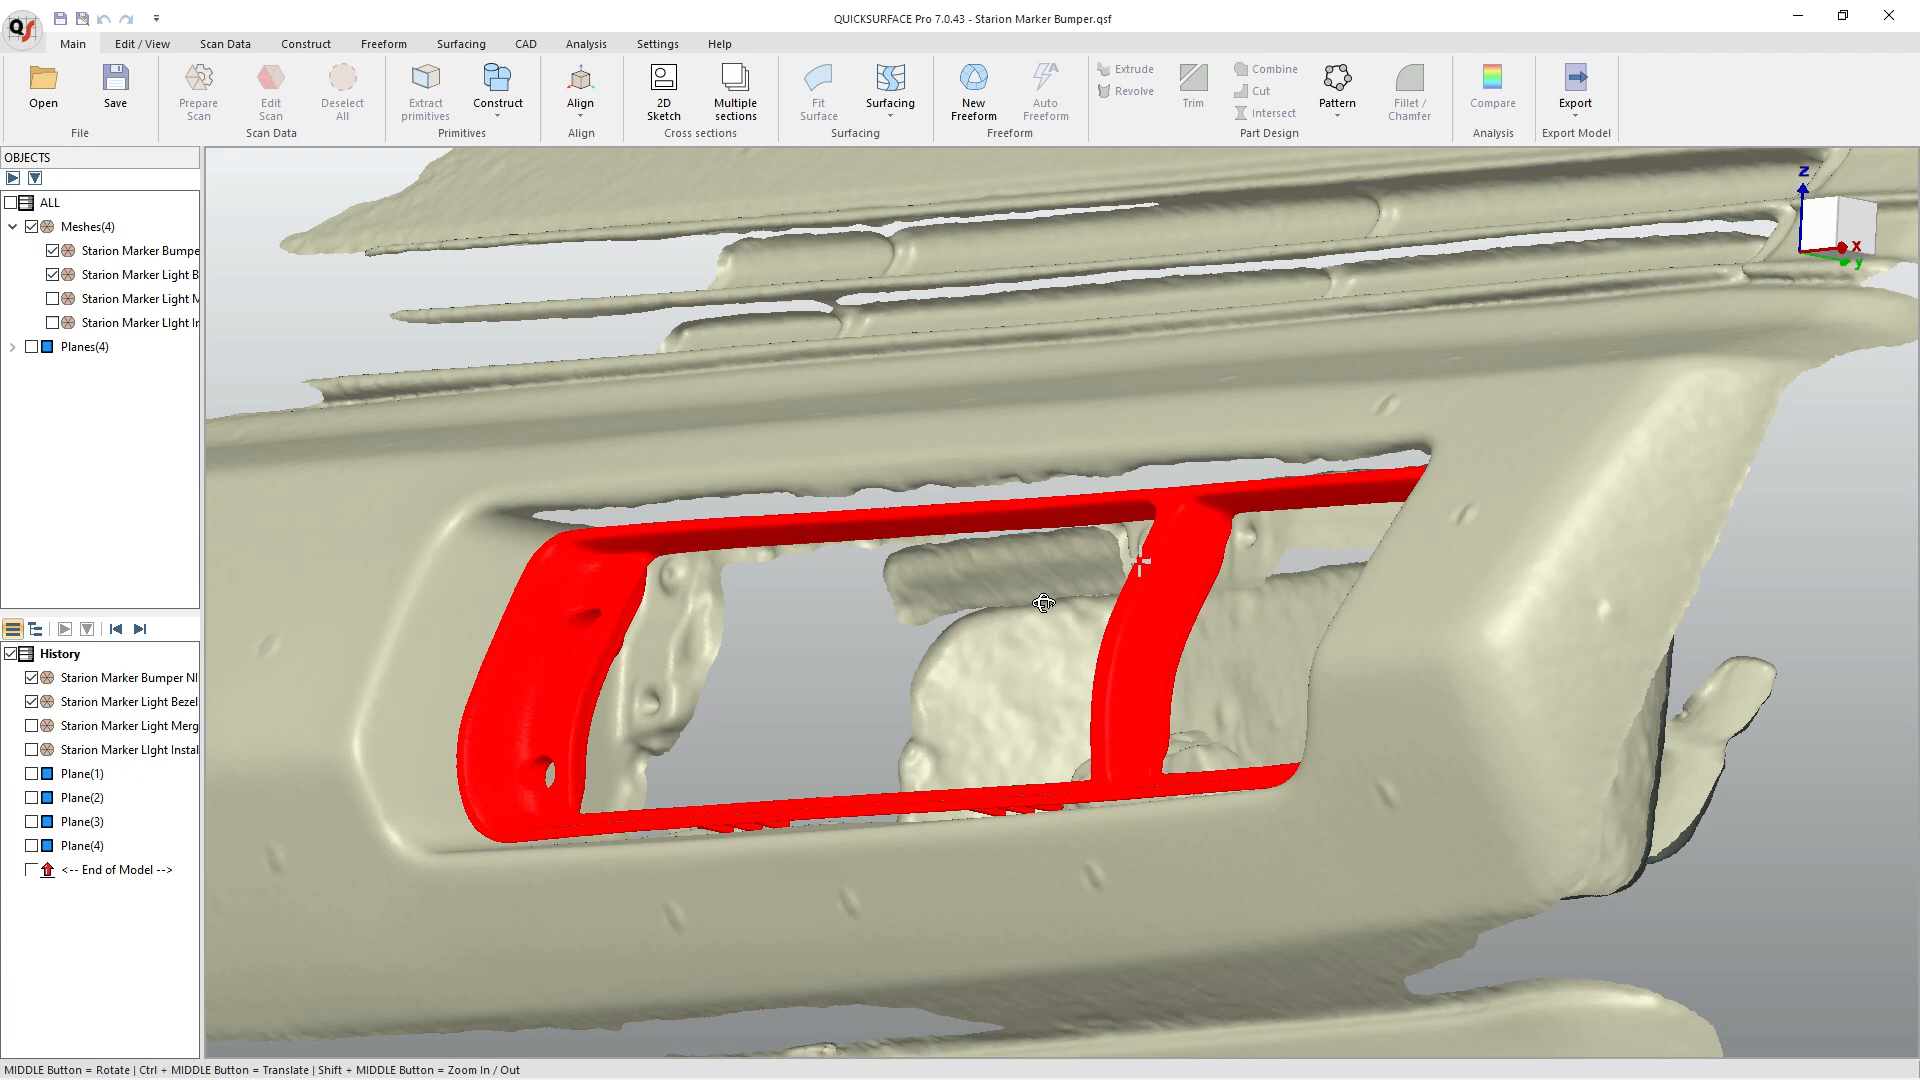 QUICKSURFACE Pro 7.0.43 - Starion Marker Bumper.qsf
QS
Main Edit / View Scan Data Construct Freeform Surfacing CAD Analysis Settings Help
Open Save Prepare Scan Edit Scan Deselect All Extract primitives Construct Align 2D Sketch Multiple sections Fit Surface Surfacing New Freeform Auto Freeform Extrude Revolve Trim Combine Cut Intersect Pattern Fillet / Chamfer Compare Export
File Scan Data Primitives Align Cross sections Surfacing Freeform Part Design Analysis Export Model
OBJECTS
ALL
Meshes(4)
Starion Marker Bumpe
Starion Marker Light B
Starion Marker Light M
Starion Marker LIght Ir
Planes(4)
History
Starion Marker Bumper NI
Starion Marker Light Bezel
Starion Marker Light Merg
Starion Marker LIght Instal
Plane(1)
Plane(2)
Plane(3)
Plane(4)
<-- End of Model -->
Z
X
y
MIDDLE Button = Rotate | Ctrl + MIDDLE Button = Translate | Shift + MIDDLE Button = Zoom In / Out